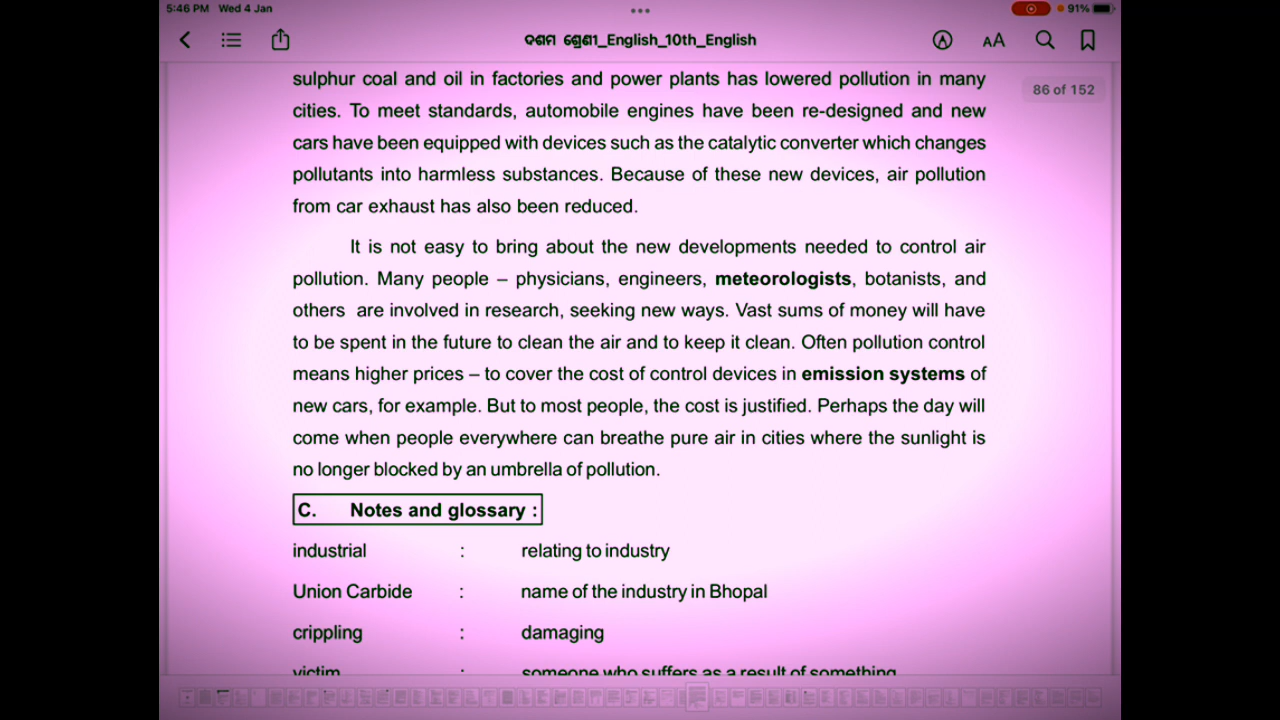 5:46 PM Wed 4 Jan
91%
ଦଶମ ଶ୍ରେଣୀ_English_10th_English
AA
86 of 152
sulphur coal and oil in factories and power plants has lowered pollution in many
cities. To meet standards, automobile engines have been re-designed and new
cars have been equipped with devices such as the catalytic converter which changes
pollutants into harmless substances. Because of these new devices, air pollution
from car exhaust has also been reduced.
It is not easy to bring about the new developments needed to control air
pollution. Many people – physicians, engineers, meteorologists, botanists, and
others are involved in research, seeking new ways. Vast sums of money will have
to be spent in the future to clean the air and to keep it clean. Often pollution control
means higher prices – to cover the cost of control devices in emission systems of
new cars, for example. But to most people, the cost is justified. Perhaps the day will
come when people everywhere can breathe pure air in cities where the sunlight is
no longer blocked by an umbrella of pollution.
C. Notes and glossary :
industrial : relating to industry
Union Carbide : name of the industry in Bhopal
crippling : damaging
victim : someone who suffers as a result of something